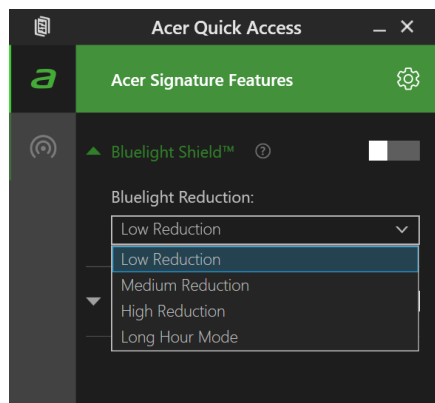 Acer Quick Access
a
Acer Signature Features
Bluelight Shield™ ?
Bluelight Reduction:
Low Reduction
Low Reduction
Medium Reduction
High Reduction
Long Hour Mode